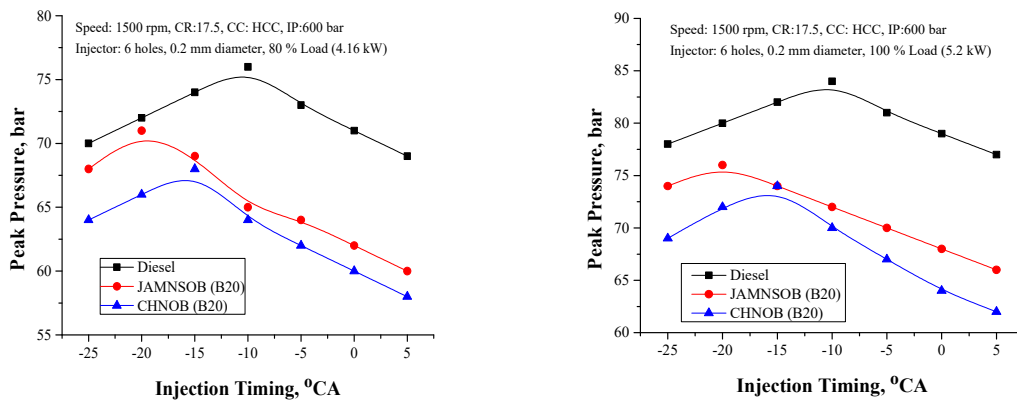 Speed: 1500 rpm, CR:17.5, CC: HCC, IP:600 bar
Injector: 6 holes, 0.2 mm diameter, 80 % Load (4.16 kW)
80
75
70
65
60
55
Peak Pressure, bar
Diesel
JAMNSOB (B20)
CHNOB (B20)
-25 -20 -15 -10 -5 0 5
Injection Timing, ⁰CA
Speed: 1500 rpm, CR:17.5, CC: HCC, IP:600 bar
Injector: 6 holes, 0.2 mm diameter, 100 % Load (5.2 kW)
90
85
80
75
70
65
60
Peak Pressure, bar
Diesel
JAMNSOB (B20)
CHNOB (B20)
-25 -20 -15 -10 -5 0 5
Injection Timing, ⁰CA